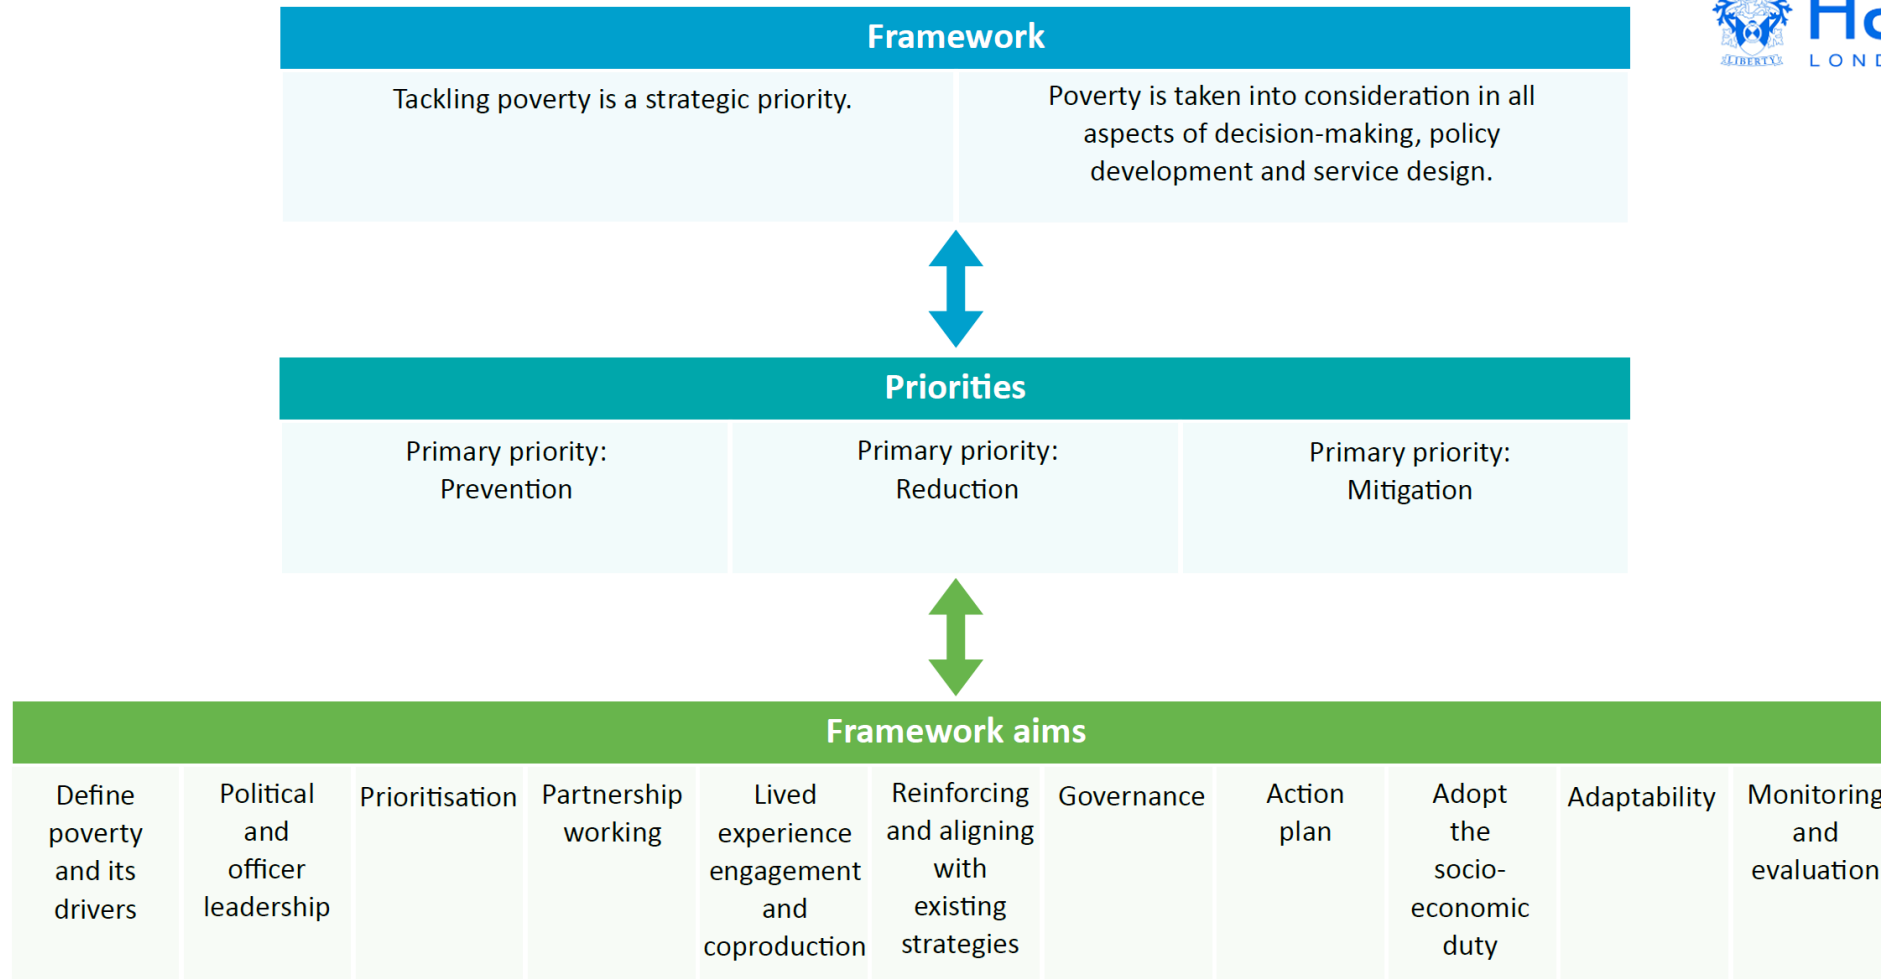 Framework
Tackling poverty is a strategic priority.
Poverty is taken into consideration in all
aspects of decision-making, policy
development and service design.
LIBERTY
Priorities
Primary priority:
Prevention
Primary priority:
Reduction
Primary priority:
Mitigation
Framework aims
Define
poverty
and its
drivers
Political
and
officer
leadership
Prioritisation
Partnership
working
Lived
experience
engagement
and
coproduction
Reinforcing
and aligning
with
existing
strategies
Governance
Action
plan
Adopt
the
socio-
economic
duty
Adaptability
Monitoring
and
evaluation